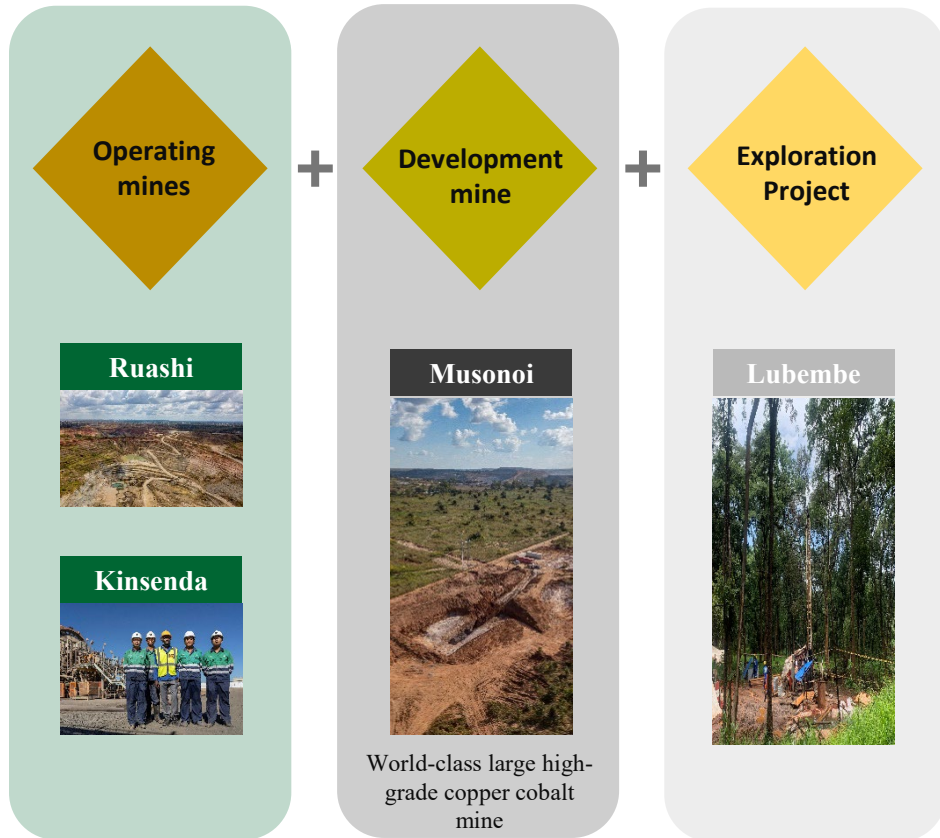 Operating
mines
+
Development
mine
+
Exploration
Project
Ruashi
Kinsenda
Musonoi
World-class large high-
grade copper cobalt
mine
Lubembe